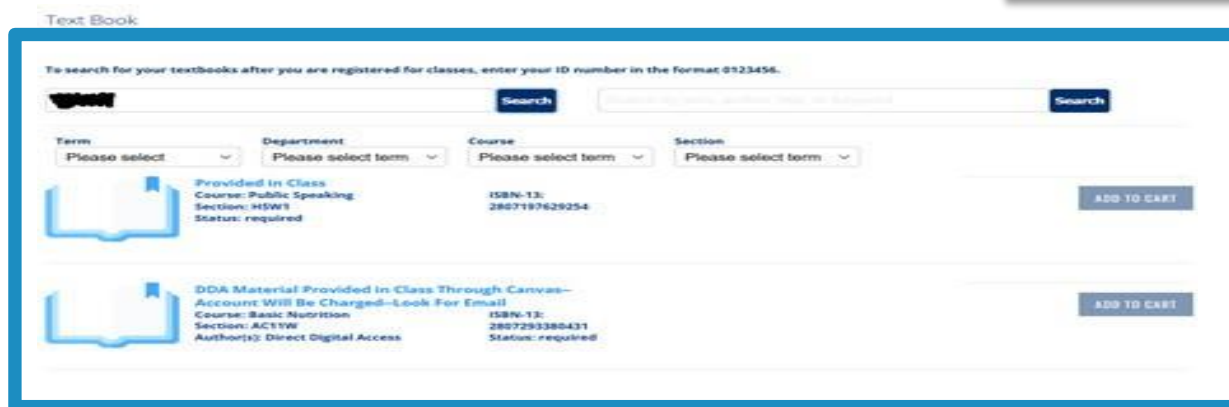 Text Book
To search for your textbooks after you are registered for classes, enter your ID number in the format 0123456.
Search
Search
Term Department Course Section
Please select Please select term Please select term Please select term
Provided in Class
Course: Public Speaking ISBN-13:
Section: HSW1 2807197629254
Status: required
ADD TO CART
DDA Material Provided in Class Through Canvas–
Account Will Be Charged–Look For Email
Course: Basic Nutrition ISBN-13:
Section: AC11W 2807293380431
Author(s): Direct Digital Access Status: required
ADD TO CART